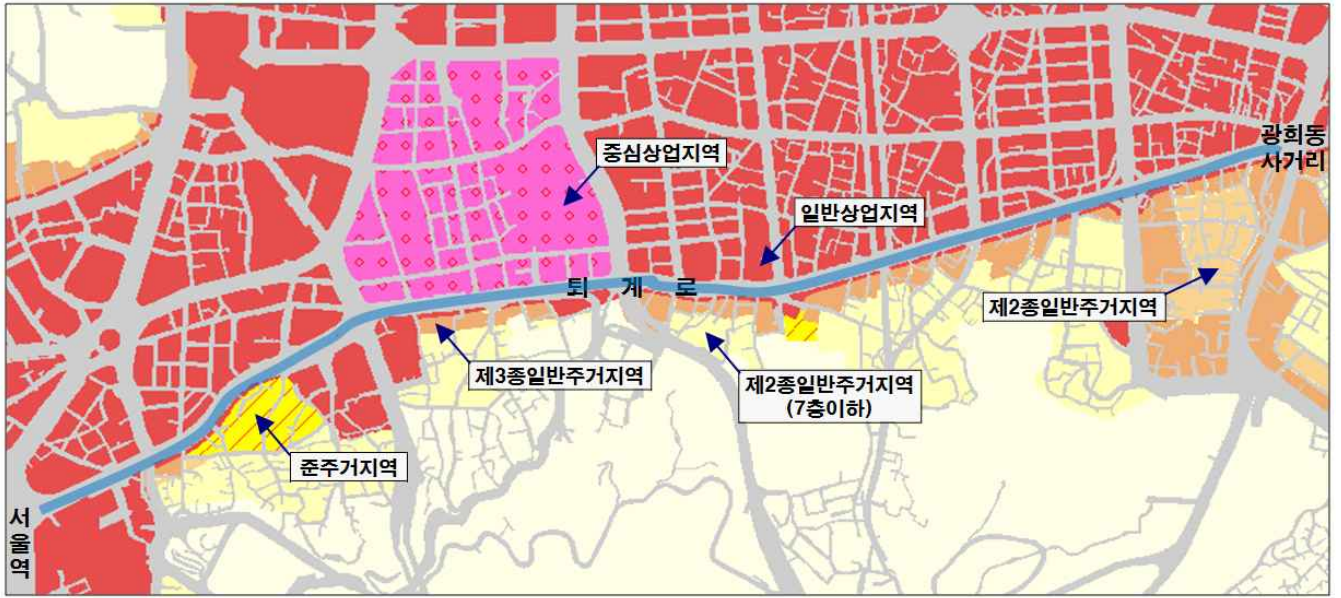 광희동
사거리
중심상업지역
일반상업지역
퇴 계 로
제2종일반주거지역
제3종일반주거지역
제2종일반주거지역
(7층이하)
준주거지역
서
울
역